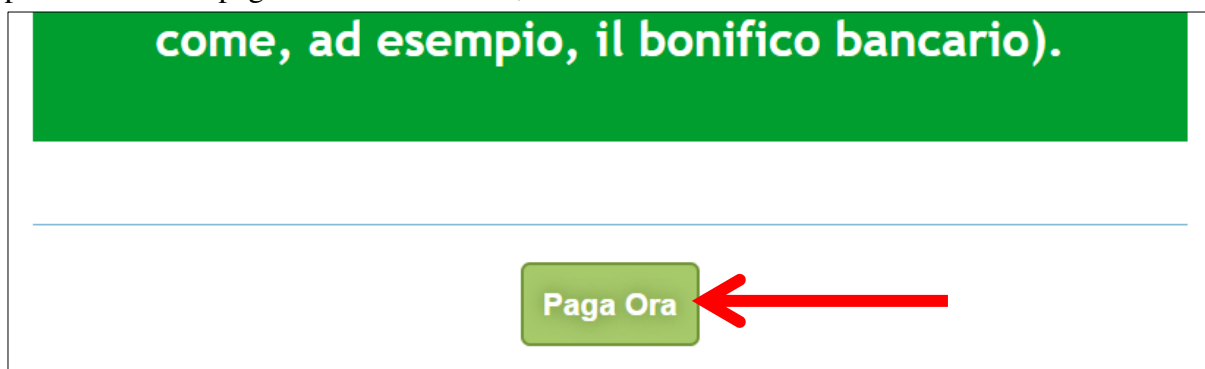 come, ad esempio, il bonifico bancario).
Paga Ora